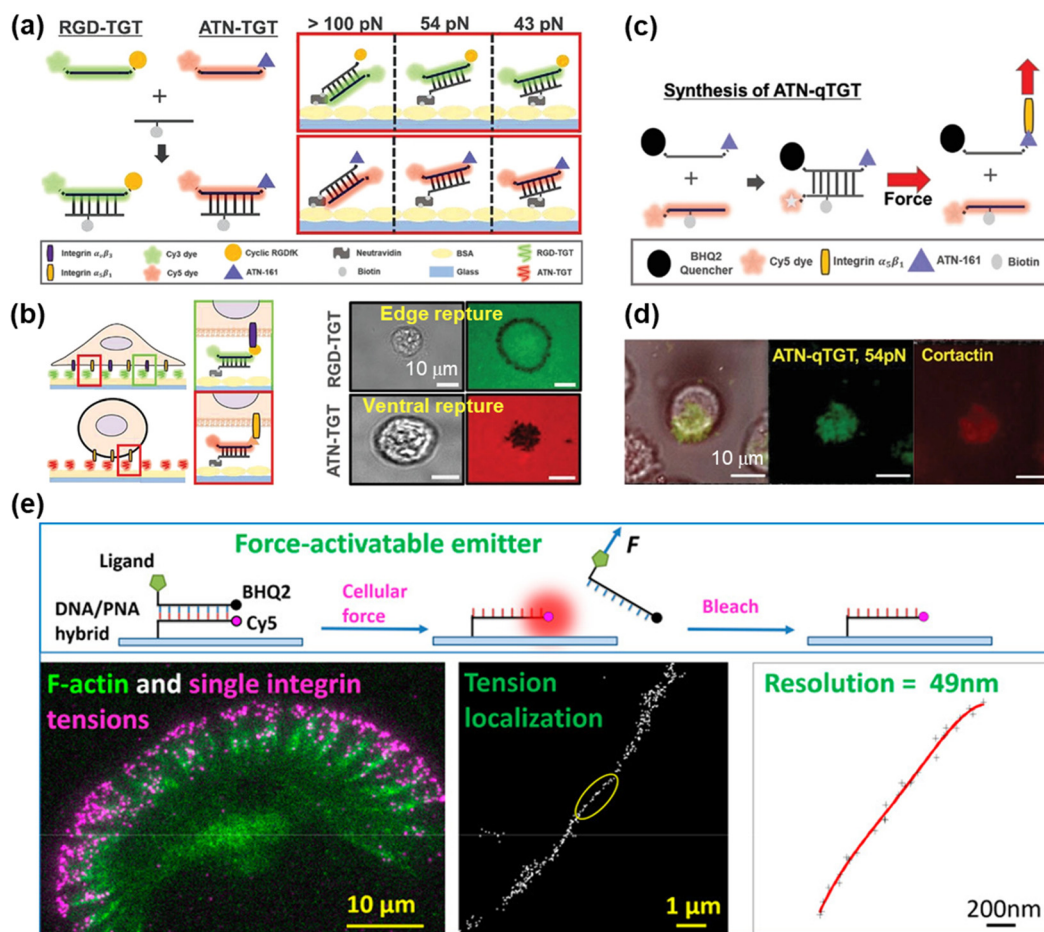 (a)
RGD-TGT
ATN-TGT
> 100 pN
54 pN
43 pN
+
Integrin αvβ3
Cy3 dye
Cyclic RGDfK
Neutravidin
BSA
RGD-TGT
Integrin α5β1
Cy5 dye
ATN-161
Biotin
Glass
ATN-TGT
(b)
RGD-TGT
Edge repture
10 μm
ATN-TGT
Ventral repture
(c)
Synthesis of ATN-qTGT
+
+
Force
BHQ2
Quencher
Cy5 dye
Integrin α5β1
ATN-161
Biotin
(d)
ATN-qTGT, 54pN
Cortactin
10 μm
(e)
Force-activatable emitter
Ligand
BHQ2
DNA/PNA
hybrid
Cy5
Cellular
force
F
Bleach
F-actin and single integrin
tensions
10 μm
Tension
localization
1 μm
Resolution = 49nm
200nm